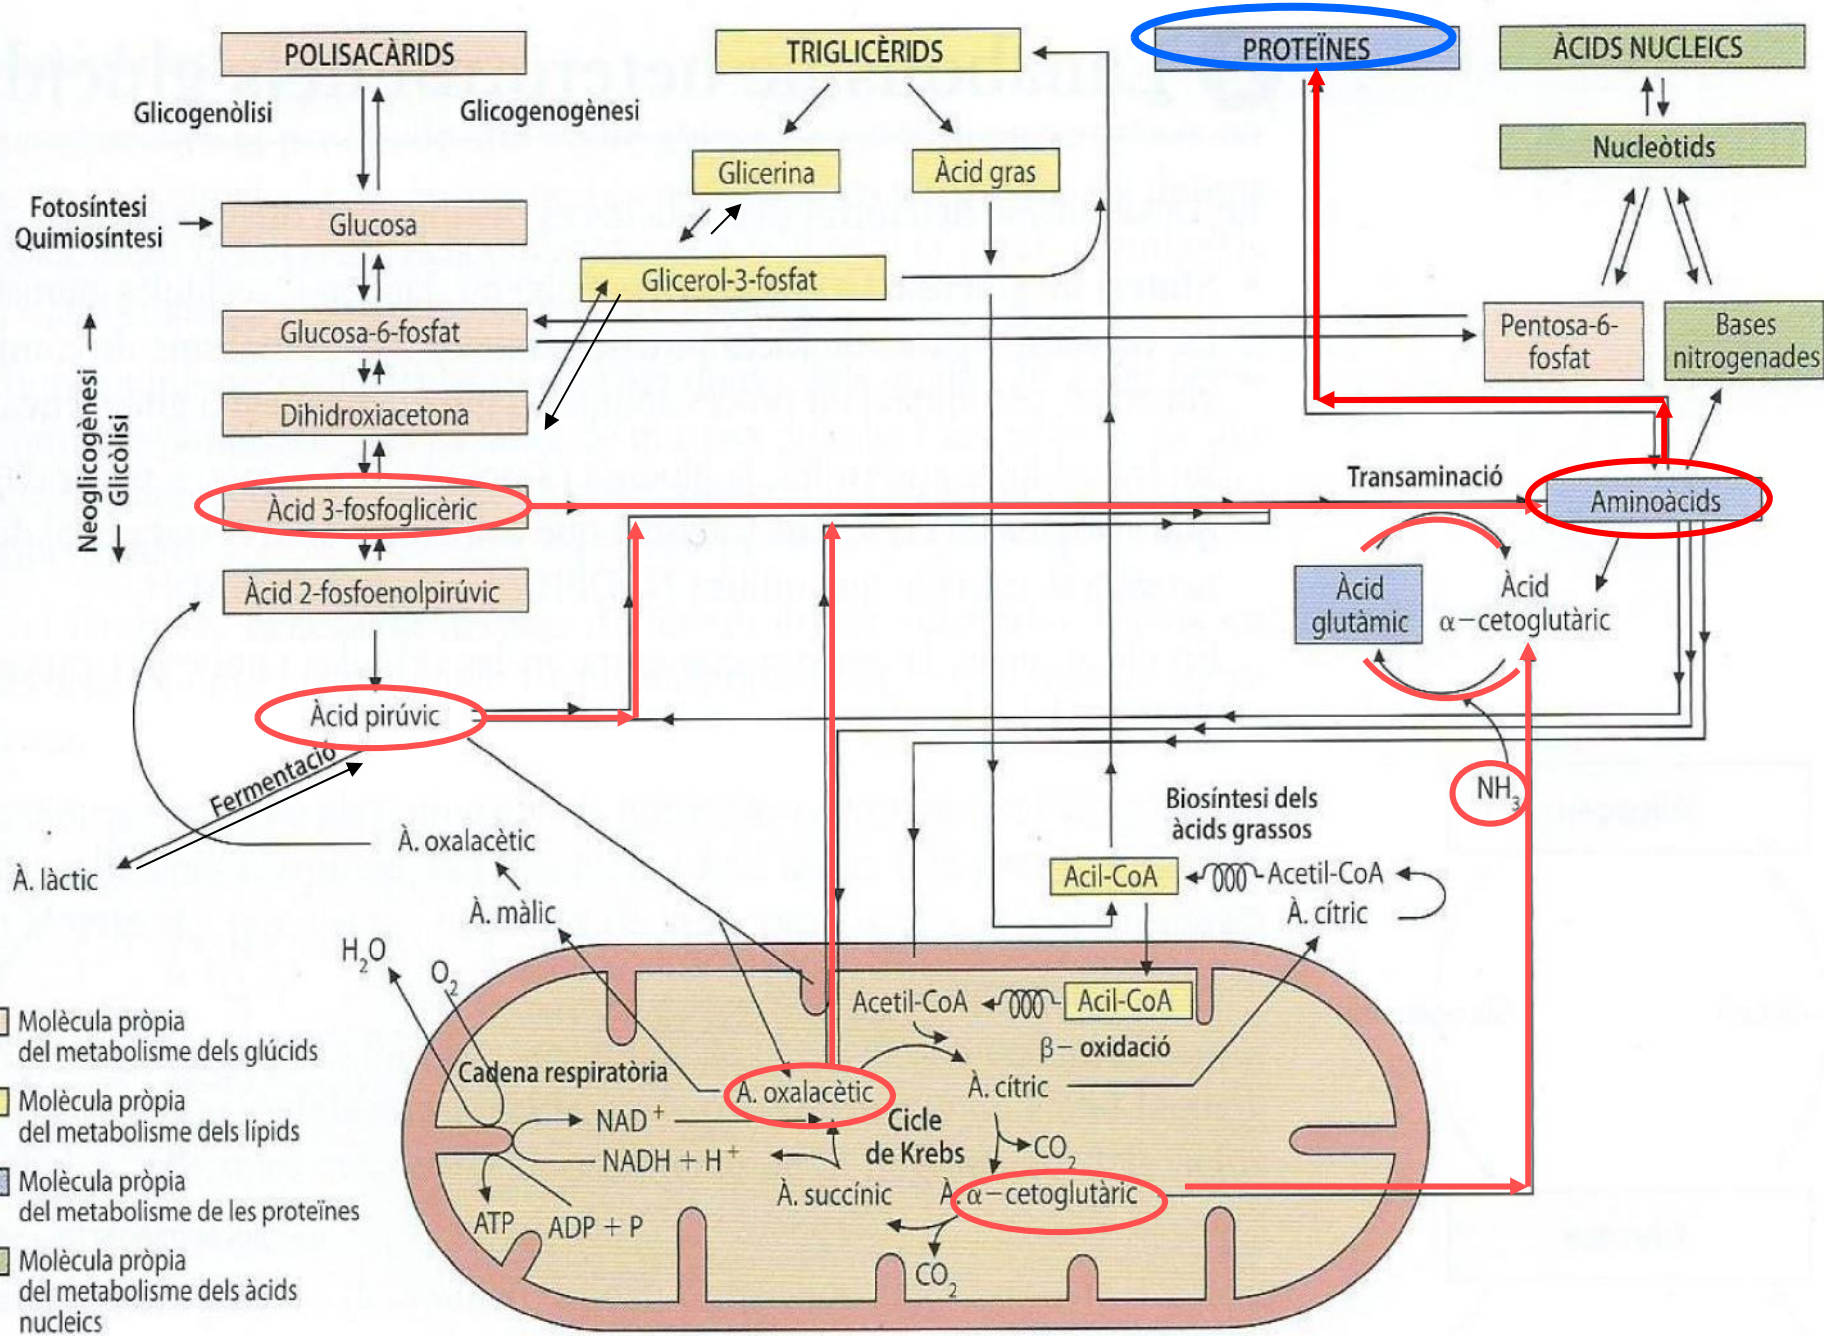 POLISACÀRIDS
TRIGLICÈRIDS
PROTEÏNES
ÀCIDS NUCLEICS
Glicogenòlisi
Glicogenogènesi
Nucleòtids
Glicerina
Àcid gras
Fotosíntesi
Quimiosíntesi
Glucosa
Glicerol-3-fosfat
Glucosa-6-fosfat
Pentosa-6-
fosfat
Bases
nitrogenades
Neoglicogènesi
Glicòlisi
Dihidroxiacetona
Transaminació
Àcid 3-fosfoglicèric
Aminoàcids
Àcid 2-fosfoenolpirúvic
Àcid
glutàmic
Àcid
α–cetoglutàric
Àcid pirúvic
Fermentació
NH3
Biosíntesi dels
àcids grassos
À. oxalacètic
À. làctic
Acil-CoA
Acetil-CoA
À. màlic
À. cítric
H2O
O2
Acetil-CoA
Acil-CoA
β– oxidació
Molècula pròpia
del metabolisme dels glúcids
Cadena respiratòria
A. oxalacètic
À. cítric
Molècula pròpia
del metabolisme dels lípids
NAD+
Cicle
de Krebs
CO2
NADH + H+
À. succínic
À. α–cetoglutàric
Molècula pròpia
del metabolisme de les proteïnes
ATP
ADP + P
CO2
Molècula pròpia
del metabolisme dels àcids
nucleics